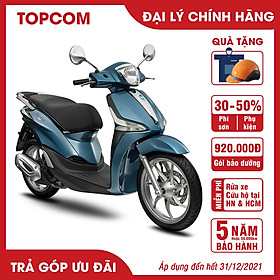 TOPCOM
ĐẠI LÝ CHÍNH HÃNG
QUÀ TẶNG
30-50%
Phí sơn
Phụ kiện
920.000Đ
Gói bảo dưỡng
MIỄN PHÍ
Rửa xe
Cứu hộ tại
HN & HCM
5 NĂM
BẢO HÀNH
TRẢ GÓP ƯU ĐÃI
Áp dụng đến hết 31/12/2021